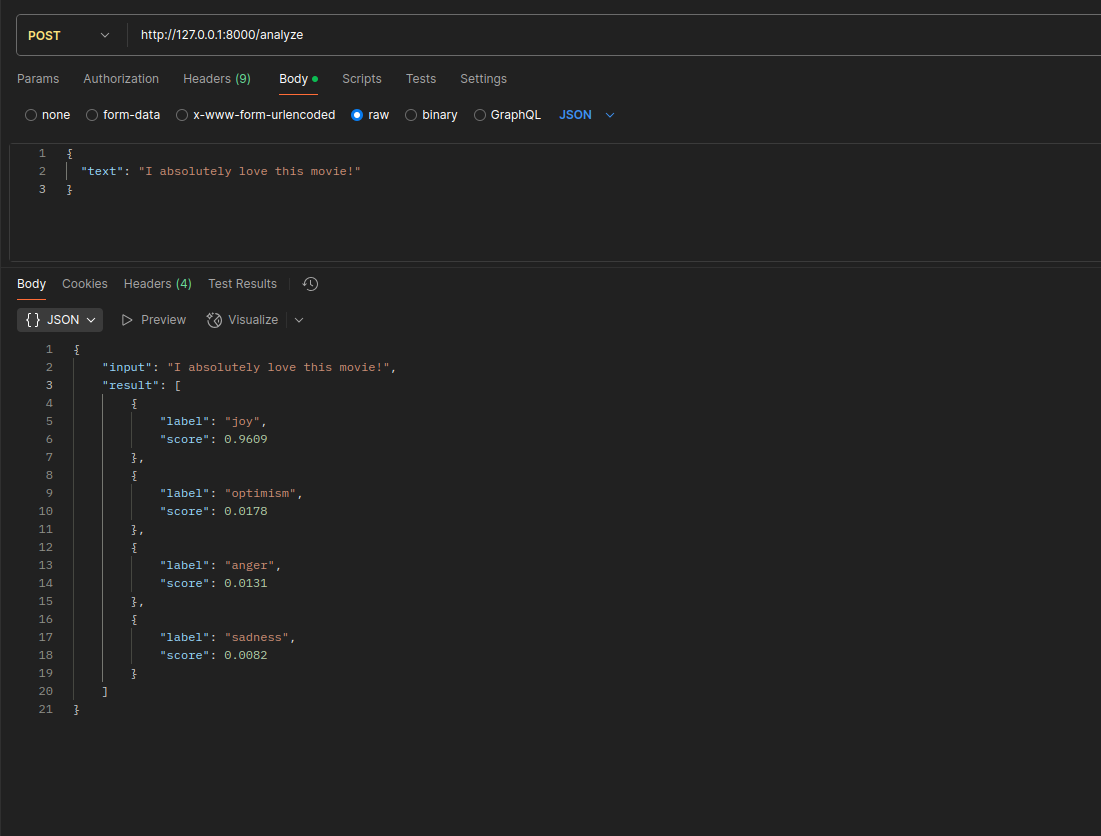 POST http://127.0.0.1:8000/analyze
Params Authorization Headers (9) Body Scripts Tests Settings
none form-data x-www-form-urlencoded raw binary GraphQL JSON
1 {
2 "text": "I absolutely love this movie!"
3 }
Body Cookies Headers (4) Test Results
{} JSON Preview Visualize
1 {
2 "input": "I absolutely love this movie!",
3 "result": [
4 {
5 "label": "joy",
6 "score": 0.9609
7 },
8 {
9 "label": "optimism",
10 "score": 0.0178
11 },
12 {
13 "label": "anger",
14 "score": 0.0131
15 },
16 {
17 "label": "sadness",
18 "score": 0.0082
19 }
20 ]
21 }